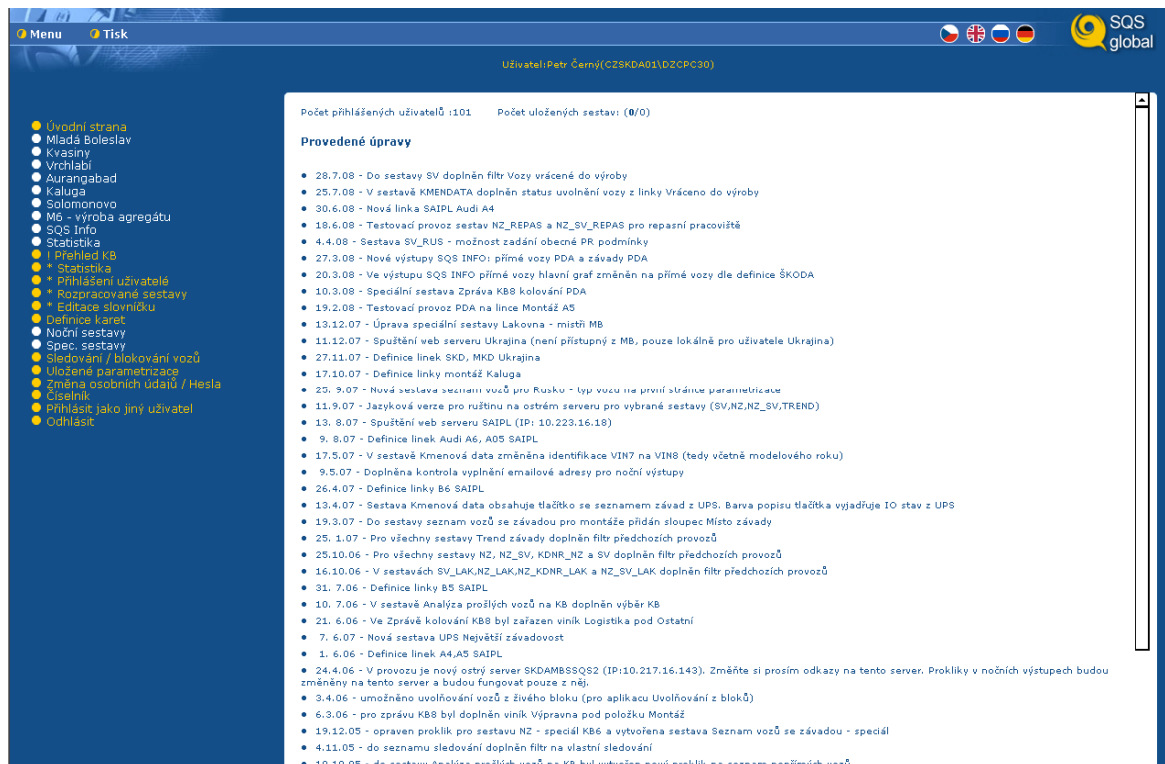 Menu Tisk
SQS
global
Uživatel:Petr Černý(CZSKDA01\DZCPC30)
Úvodní strana
Mladá Boleslav
Kvasiny
Vrchlabí
Aurangabad
Kaluga
Solomonovo
M6 - výroba agregátu
SQS Info
Statistika
! Přehled KB
* Statistika
* Přihlášení uživatelé
* Rozpracované sestavy
* Editace slovníčku
Definice karet
Noční sestavy
Spec. sestavy
Sledování / blokování vozů
Uložené parametrizace
Změna osobních údajů / Hesla
Číselník
Přihlásit jako jiný uživatel
Odhlásit
Počet přihlášených uživatelů :101 Počet uložených sestav: (0/0)
Provedené úpravy
28.7.08 - Do sestavy SV doplněn filtr Vozy vrácené do výroby
25.7.08 - V sestavě KMENDATA doplněn status uvolnění vozy z linky Vráceno do výroby
30.6.08 - Nová linka SAIPL Audi A4
18.6.08 - Testovací provoz sestav NZ_REPAS a NZ_SV_REPAS pro repasní pracoviště
4.4.08 - Sestava SV_RUS - možnost zadání obecné PR podmínky
27.3.08 - Nové výstupy SQS INFO: přímé vozy PDA a závady PDA
20.3.08 - Ve výstupu SQS INFO přímé vozy hlavní graf změněn na přímé vozy dle definice ŠKODA
10.3.08 - Speciální sestava Zpráva KB8 kolování PDA
19.2.08 - Testovací provoz PDA na lince Montáž A5
13.12.07 - Úprava speciální sestavy Lakovna - mistři MB
11.12.07 - Spuštění web serveru Ukrajina (není přístupný z MB, pouze lokálně pro uživatele Ukrajina)
27.11.07 - Definice linek SKD, MKD Ukrajina
17.10.07 - Definice linky montáž Kaluga
25. 9.07 - Nová sestava seznam vozů pro Rusko - typ vozu na první stránce parametrizace
11.9.07 - Jazyková verze pro ruštinu na ostrém serveru pro vybrané sestavy (SV,NZ,NZ_SV,TREND)
13. 8.07 - Spuštění web serveru SAIPL (IP: 10.223.16.18)
9. 8.07 - Definice linek Audi A6, A05 SAIPL
17.5.07 - V sestavě Kmenová data změněna identifikace VIN7 na VIN8 (tedy včetně modelového roku)
9.5.07 - Doplněna kontrola vyplnění emailové adresy pro noční výstupy
26.4.07 - Definice linky B6 SAIPL
13.4.07 - Sestava Kmenová data obsahuje tlačítko se seznamem závad z UPS. Barva popisu tlačítka vyjadřuje IO stav z UPS
19.3.07 - Do sestavy seznam vozů se závadou pro montáže přidán sloupec Místo závady
25. 1.07 - Pro všechny sestavy Trend závady doplněn filtr předchozích provozů
25.10.06 - Pro všechny sestavy NZ, NZ_SV, KDNR_NZ a SV doplněn filtr předchozích provozů
16.10.06 - V sestavách SV_LAK,NZ_LAK,NZ_KDNR_LAK a NZ_SV_LAK doplněn filtr předchozích provozů
31. 7.06 - Definice linky B5 SAIPL
10. 7.06 - V sestavě Analýza prošlých vozů na KB doplněn výběr KB
21. 6.06 - Ve Zprávě kolování KB8 byl zařazen viník Logistika pod Ostatní
7. 6.07 - Nová sestava UPS Největší závadovost
1. 6.06 - Definice linek A4,A5 SAIPL
24.4.06 - V provozu je nový ostrý server SKDAMBSSQS2 (IP:10.217.16.143). Změňte si prosím odkazy na tento server. Prokliky v nočních výstupech budou
změněny na tento server a budou fungovat pouze z něj.
3.4.06 - umožněno uvolňování vozů z živého bloku (pro aplikaci Uvolňování z bloků)
6.3.06 - pro zprávu KB8 byl doplněn viník Výpravna pod položku Montáž
19.12.05 - opraven proklik pro sestavu NZ - speciál KB6 a vytvořena sestava Seznam vozů se závadou - speciál
4.11.05 - do seznamu sledování doplněn filtr na vlastní sledování